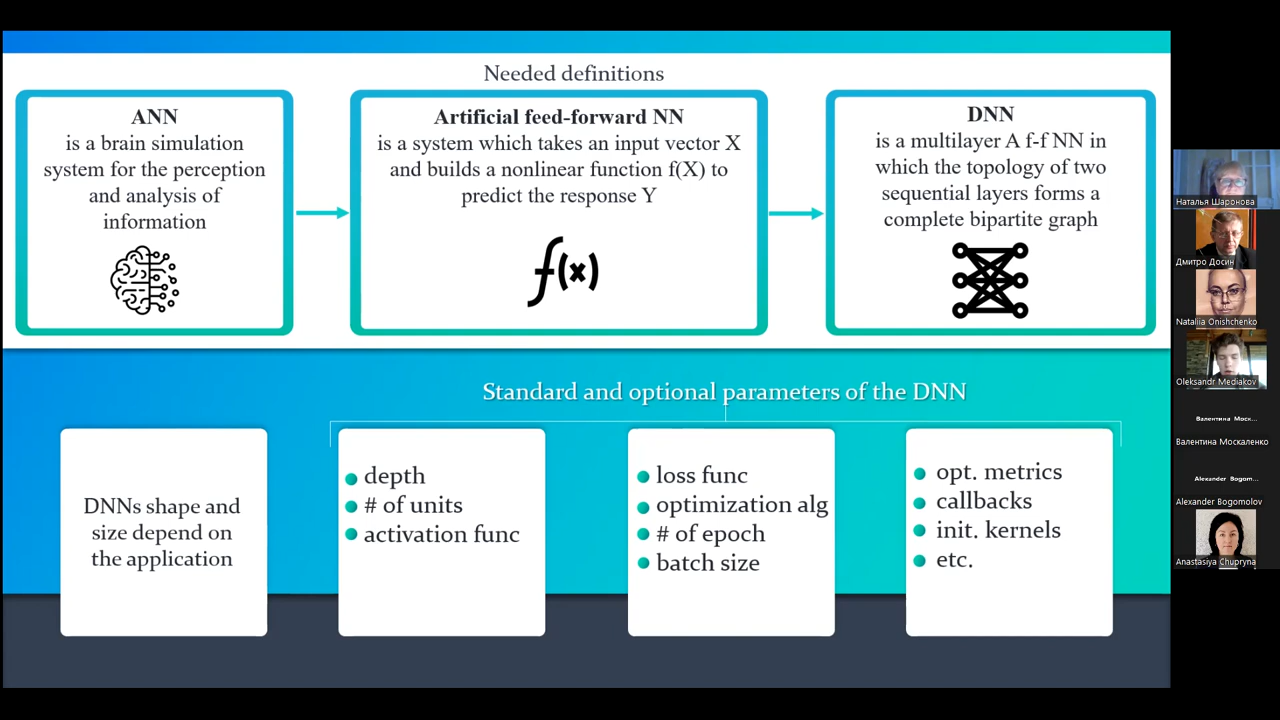 Needed definitions
ANN
is a brain simulation
system for the perception
and analysis of
information
Artificial feed-forward NN
is a system which takes an input vector X
and builds a nonlinear function f(X) to
predict the response Y
f(x)
DNN
is a multilayer A f-f NN in
which the topology of two
sequential layers forms a
complete bipartite graph
Standard and optional parameters of the DNN
DNNs shape and
size depend on
the application
depth
# of units
activation func
loss func
optimization alg
# of epoch
batch size
opt. metrics
callbacks
init. kernels
etc.
Наталья Шаронова
Дмитро Досин
Nataliia Onishchenko
Oleksandr Mediakov
Валентина Моск...
Валентина Москаленко
Alexander Bogom...
Alexander Bogomolov
Anastasiya Chupryna